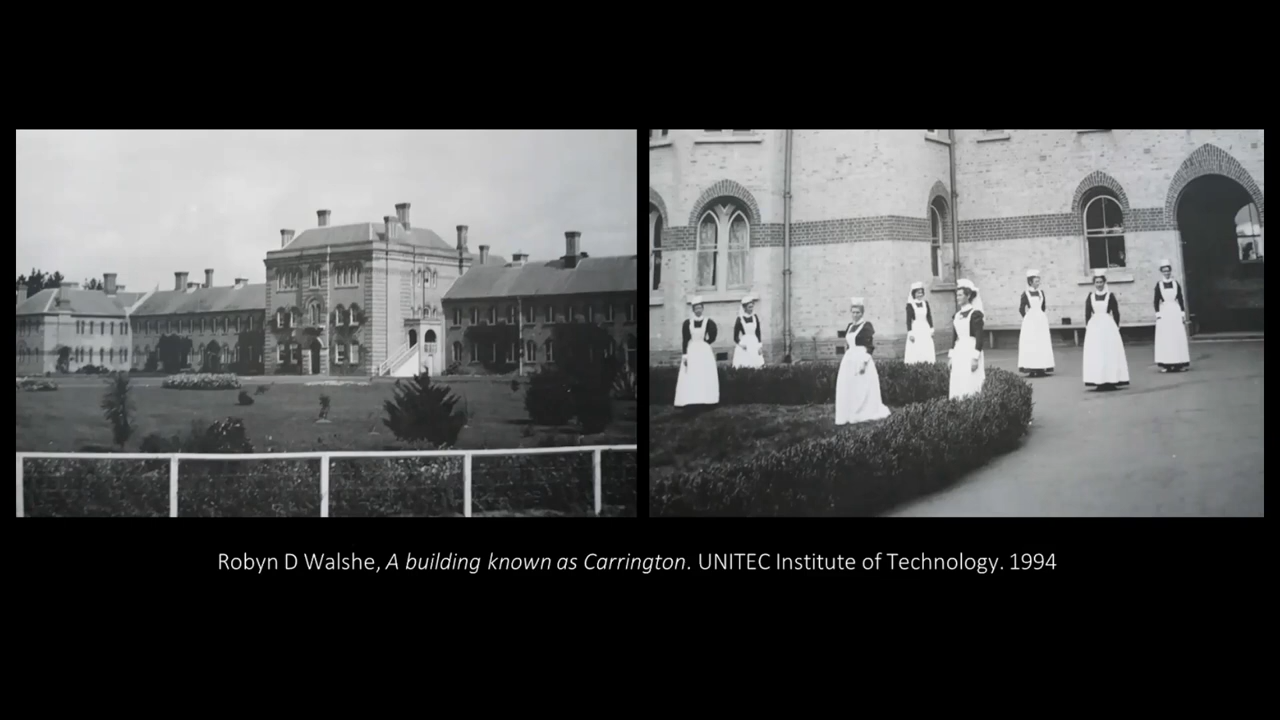 Robyn D Walshe, A building known as Carrington. UNITEC Institute of Technology. 1994